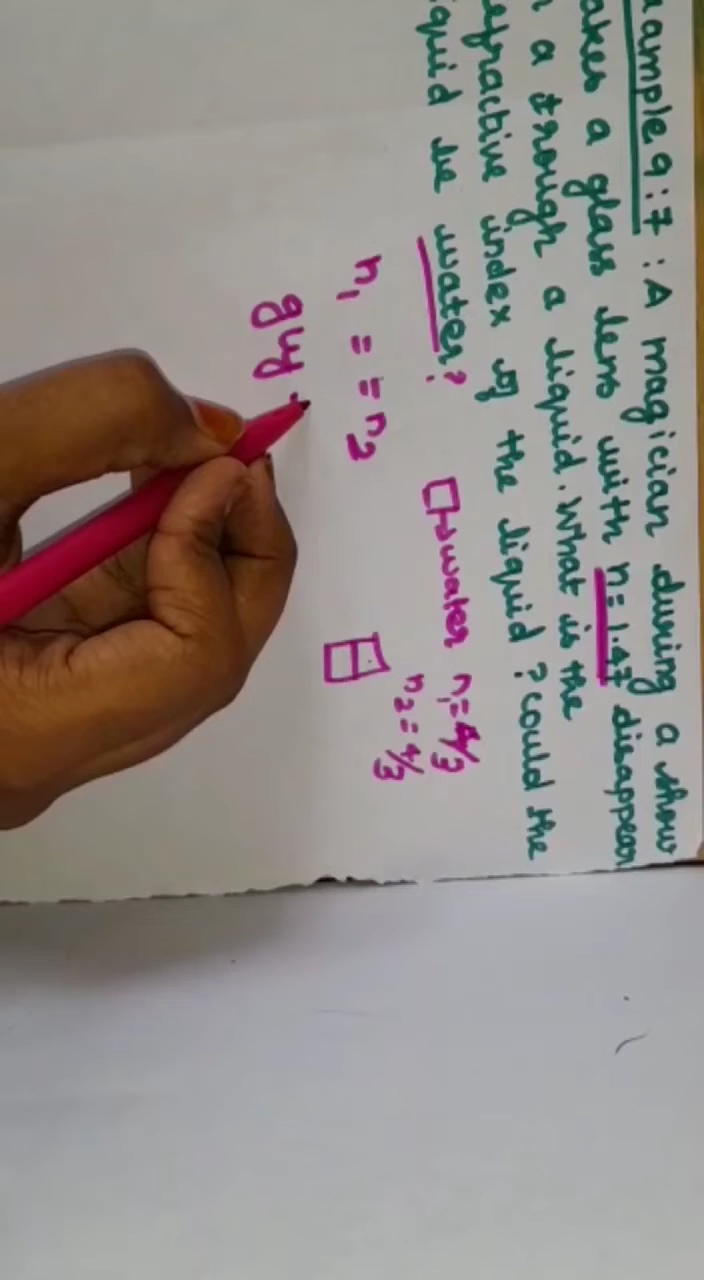 ample 9:7 : A magician during a show
akes a glass lens with n=1.47 disappear
n a trough a liquid. What is the
efractive index of the liquid? could the
iquid be water?
water n₁=4/3
n₂=4/3
n₁ = = n₂
gly